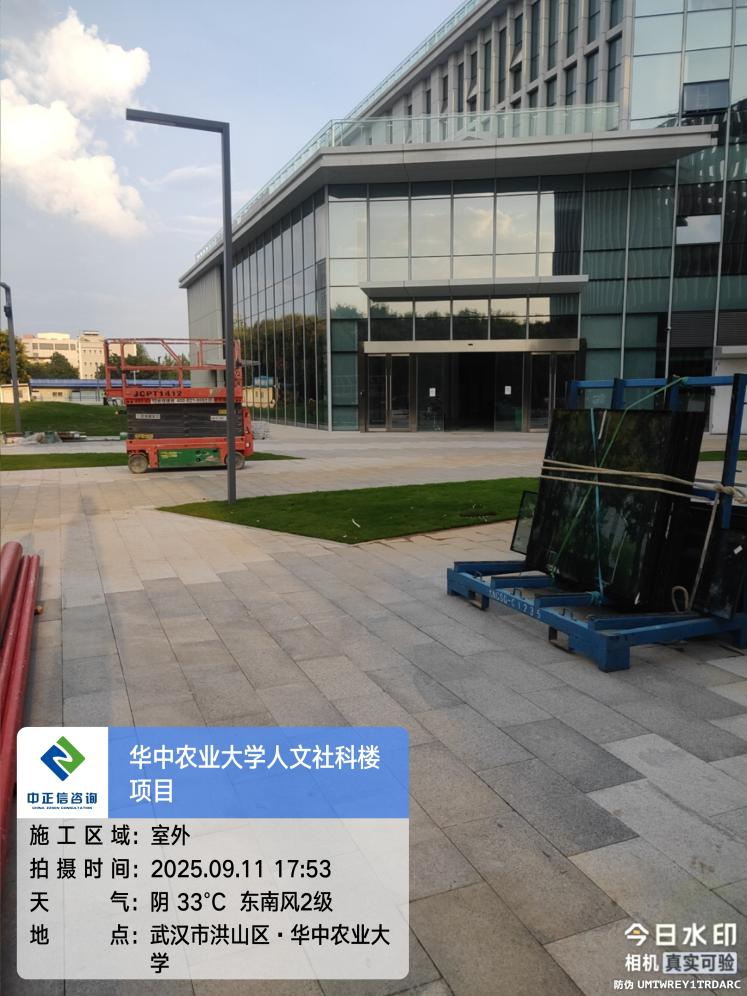 JCPT1412
中正信咨询
华中农业大学人文社科楼
项目
施工区域：室外
拍摄时间：2025.09.11 17:53
天气：阴 33℃ 东南风2级
地点：武汉市洪山区·华中农业大
学
今日水印
相机 真实可验
防伪 UMTWREY1TRDARC